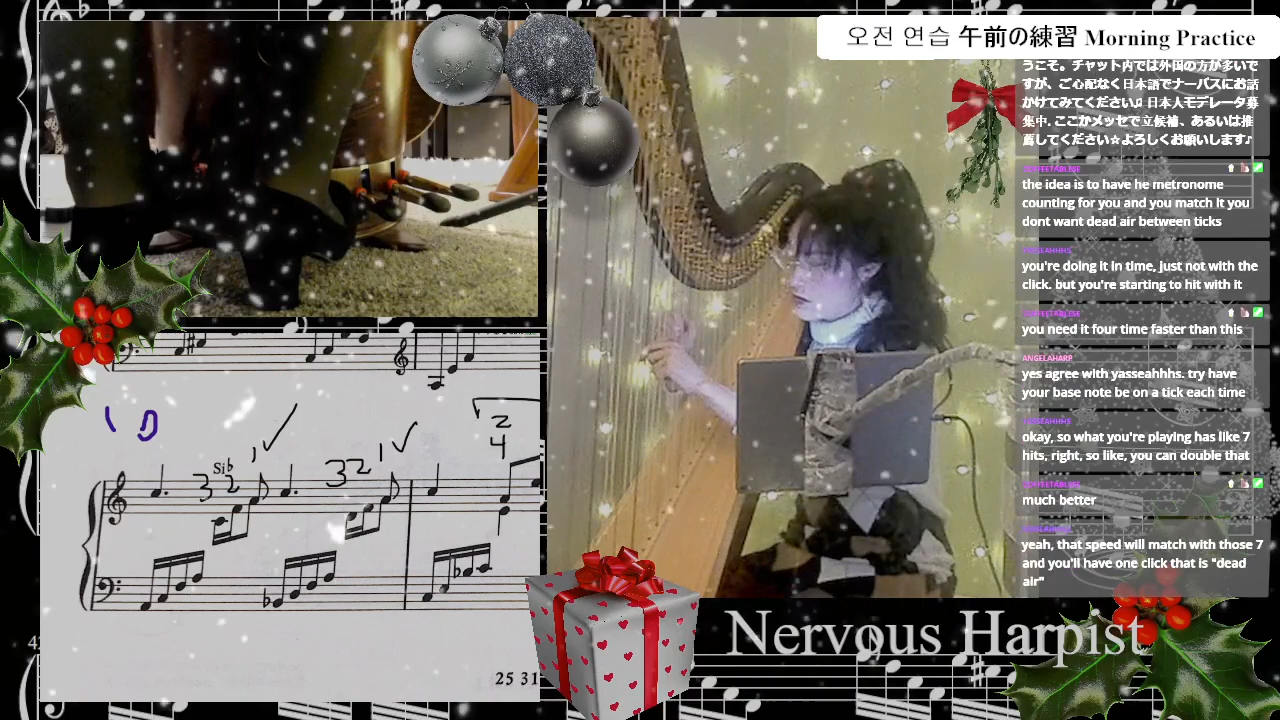 오전 연습 午前の練習 Morning Practice
うこそ。チャット内では外国の方が多いで
すが、ご心配なく日本語でナーバスにお話
かけてみてください♫ 日本人モデレータ募
集中。ここかメッセで立候補、あるいは推
薦してください☆よろしくお願いします♪
the idea is to have he metronome
counting for you and you match it you
dont want dead air between ticks
you're doing it in time, just not with the
click. but you're starting to hit with it
you need it four time faster than this
ANGELAHARP
yes agree with yasseahhhs. try have
your base note be on a tick each time
okay, so what you're playing has like 7
hits, right, so like, you can double that
much better
yeah, that speed will match with those 7
and you'll have one click that is "dead
air"
2
4
Sib
3 2 1
3 2 1
25 31
Nervous Harpist